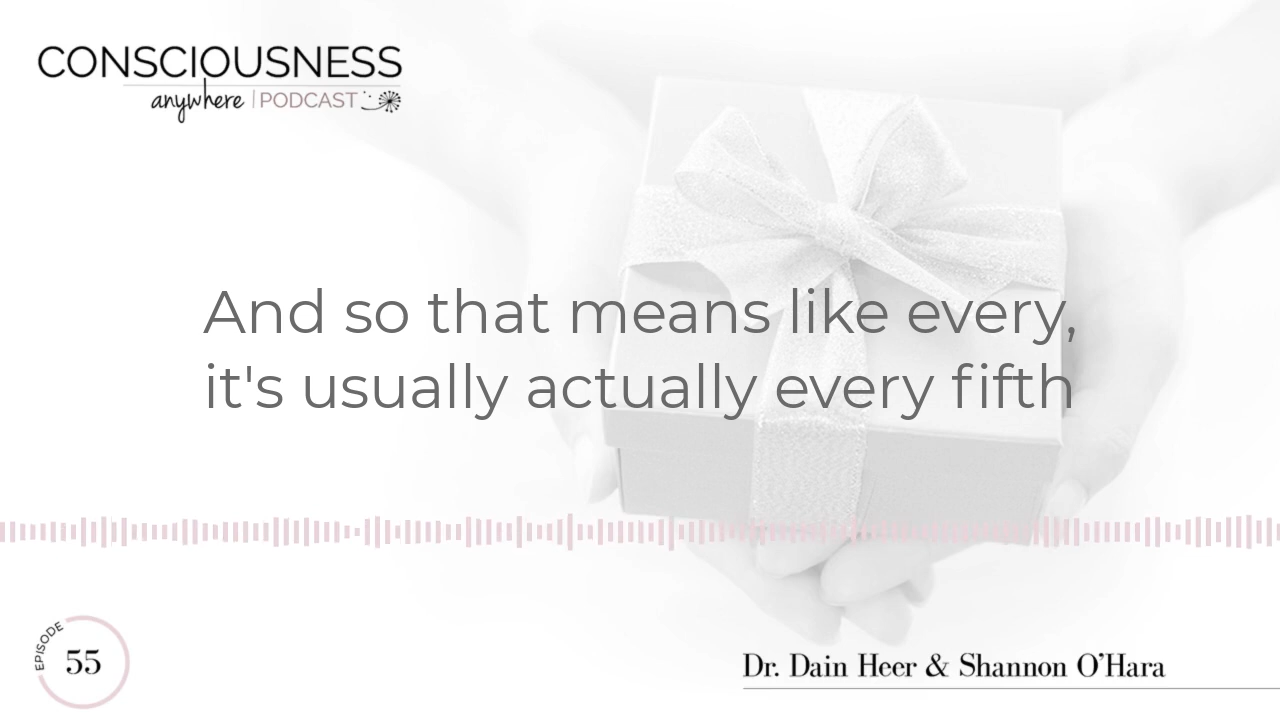 CONSCIOUSNESS
anywhere | PODCAST
And so that means like every,
it's usually actually every fifth
EPISODE
55
Dr. Dain Heer & Shannon O'Hara